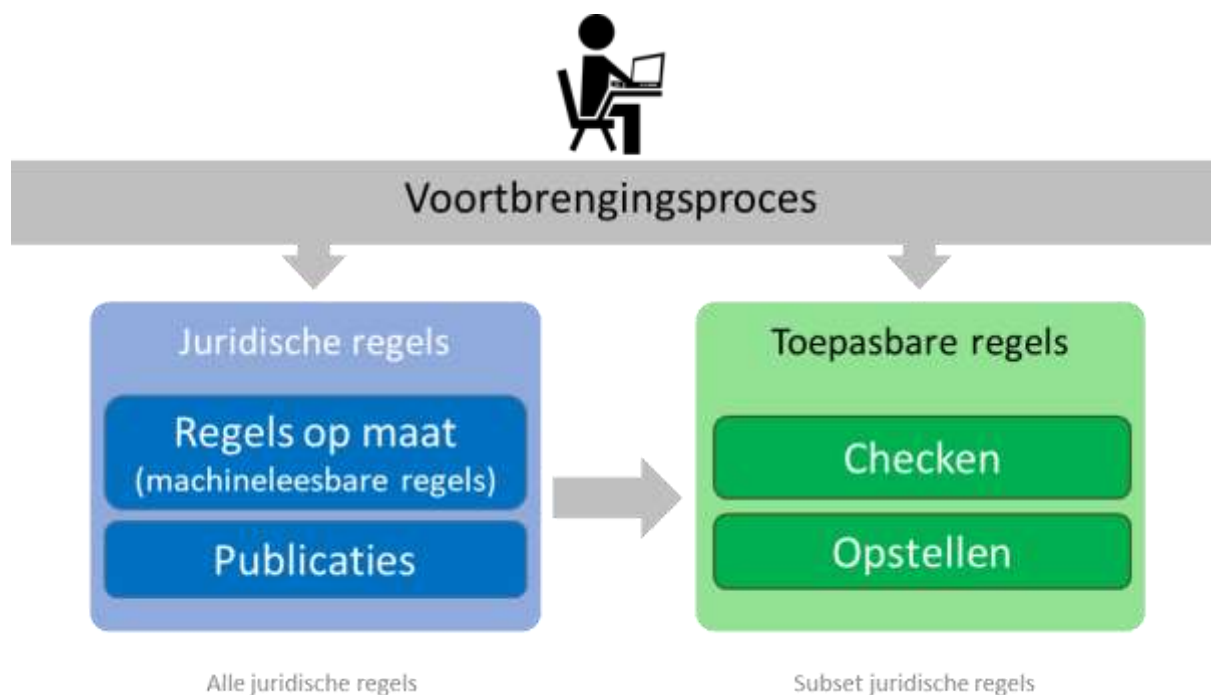 Voortbrengingsproces
Juridische regels
Regels op maat
(machineleesbare regels)
Publicaties
Toepasbare regels
Checken
Opstellen
Alle juridische regels
Subset juridische regels